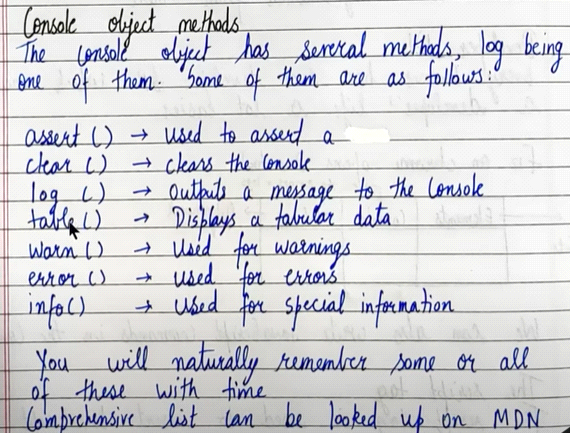 Console object methods
The Console object has several methods, log being
one of them. Some of them are as follows:
assert () → Used to assert a
clear () → Clears the Console
log () → Outputs a message to the Console
table () → Displays a tabular data
warn () → Used for warnings
error () → used for errors
info () → used for special information
You will naturally remember some or all
of these with time
Comprehensive list can be looked up on MDN